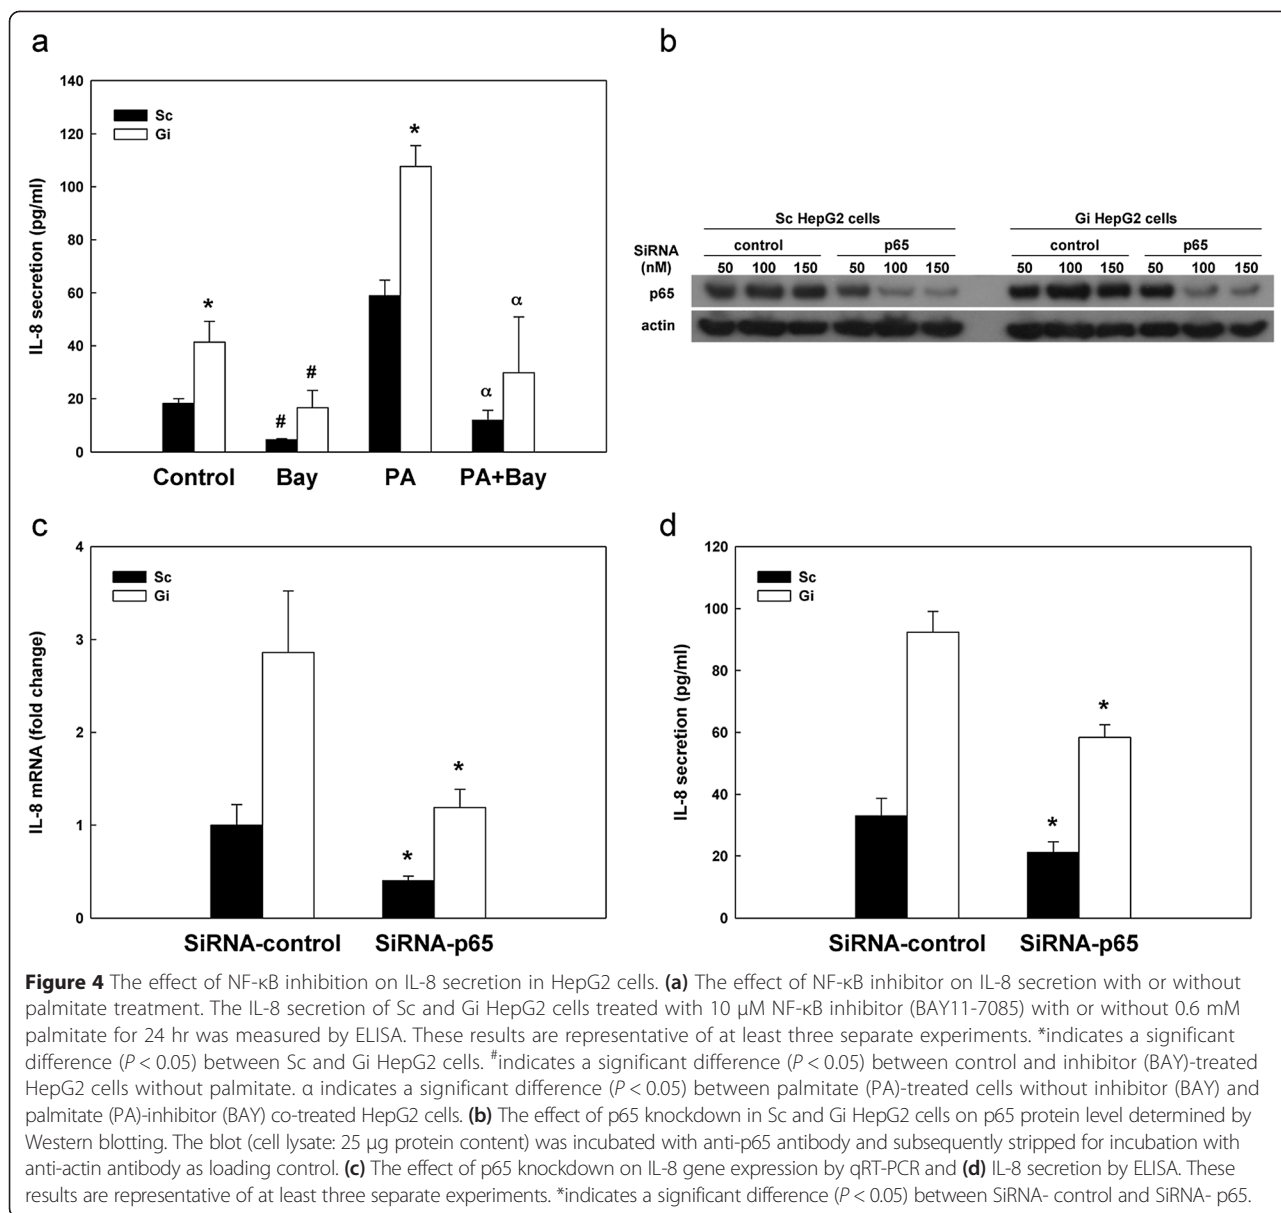 a
140
120
100
80
60
40
20
0
IL-8 secretion (pg/ml)
Sc
Gi
*
#
#
*
α
α
Control Bay PA PA+Bay
b
Sc HepG2 cells Gi HepG2 cells
SiRNA control p65 control p65
(nM) 50 100 150 50 100 150 50 100 150 50 100 150
p65
actin
c
4
3
2
1
0
IL-8 mRNA (fold change)
Sc
Gi
*
*
SiRNA-control SiRNA-p65
d
120
100
80
60
40
20
0
IL-8 secretion (pg/ml)
Sc
Gi
*
*
SiRNA-control SiRNA-p65
Figure 4 The effect of NF-κB inhibition on IL-8 secretion in HepG2 cells. (a) The effect of NF-κB inhibitor on IL-8 secretion with or without
palmitate treatment. The IL-8 secretion of Sc and Gi HepG2 cells treated with 10 μM NF-κB inhibitor (BAY11-7085) with or without 0.6 mM
palmitate for 24 hr was measured by ELISA. These results are representative of at least three separate experiments. *indicates a significant
difference (P < 0.05) between Sc and Gi HepG2 cells. #indicates a significant difference (P < 0.05) between control and inhibitor (BAY)-treated
HepG2 cells without palmitate. α indicates a significant difference (P < 0.05) between palmitate (PA)-treated cells without inhibitor (BAY) and
palmitate (PA)-inhibitor (BAY) co-treated HepG2 cells. (b) The effect of p65 knockdown in Sc and Gi HepG2 cells on p65 protein level determined by
Western blotting. The blot (cell lysate: 25 μg protein content) was incubated with anti-p65 antibody and subsequently stripped for incubation with
anti-actin antibody as loading control. (c) The effect of p65 knockdown on IL-8 gene expression by qRT-PCR and (d) IL-8 secretion by ELISA. These
results are representative of at least three separate experiments. *indicates a significant difference (P < 0.05) between SiRNA- control and SiRNA- p65.